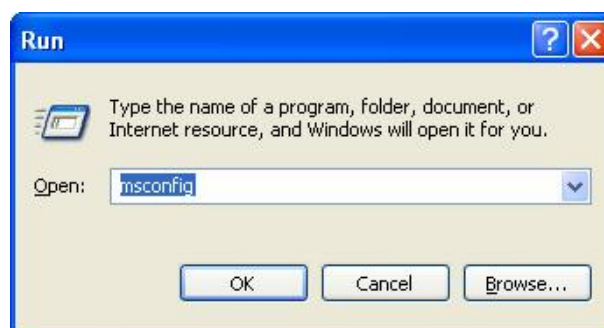 Run
Type the name of a program, folder, document, or
Internet resource, and Windows will open it for you.
Open: msconfig
OK Cancel Browse...